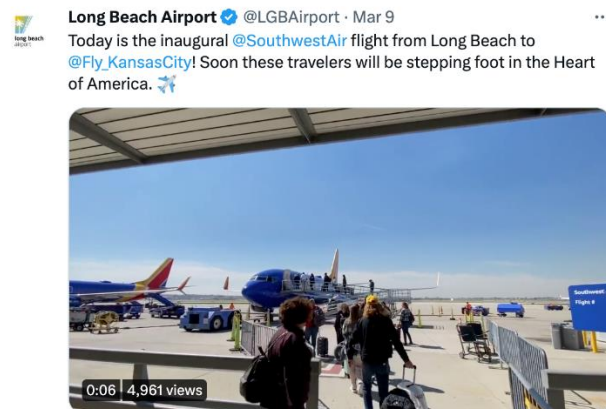 Long Beach Airport @LGBAirport · Mar 9
Today is the inaugural @SouthwestAir flight from Long Beach to
@Fly_KansasCity! Soon these travelers will be stepping foot in the Heart
of America.
long beach
airport
Southwest
Flight #
0:06 4,961 views